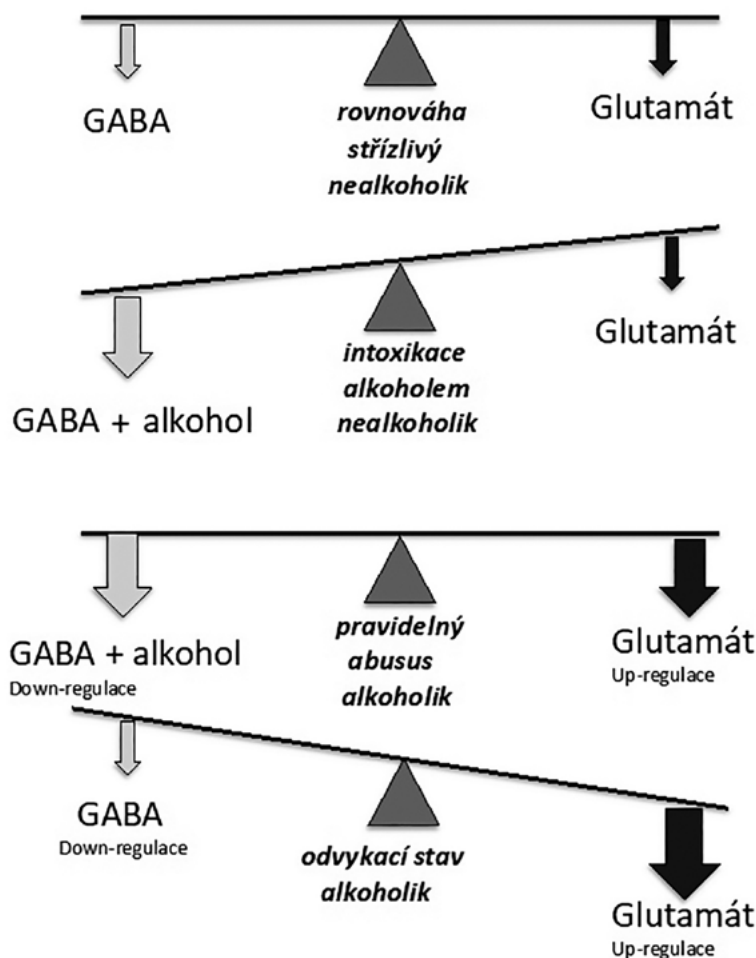 GABA
rovnováha
střízlivý
nealkoholik
Glutamát
GABA + alkohol
intoxikace
alkoholem
nealkoholik
Glutamát
GABA + alkohol
Down-regulace
pravidelný
abusus
alkoholik
Glutamát
Up-regulace
GABA
Down-regulace
odvykací stav
alkoholik
Glutamát
Up-regulace